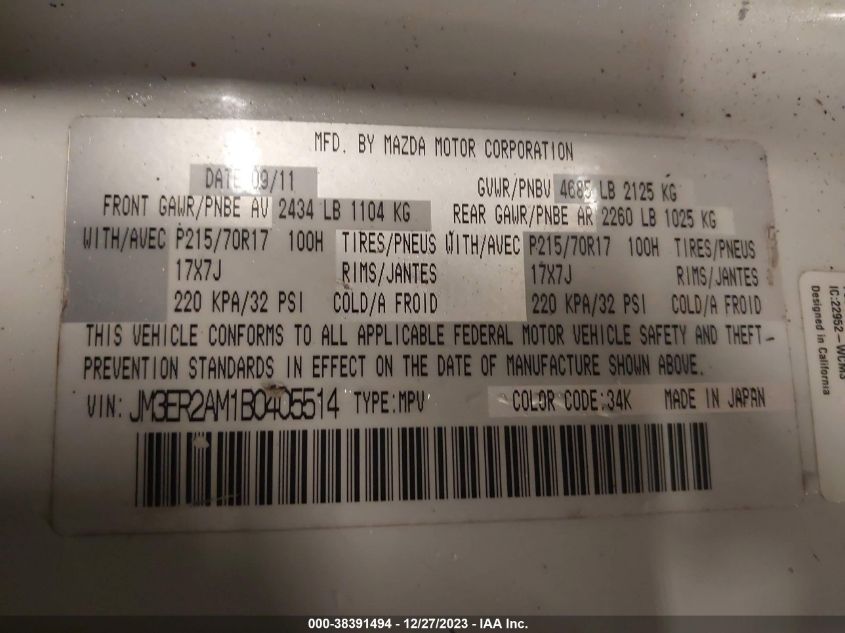 MFD. BY MAZDA MOTOR CORPORATION
DATE 09/11 GVWR/PNBV 4685 LB 2125 KG
FRONT GAWR/PNBE AV 2434 LB 1104 KG REAR GAWR/PNBE AR 2260 LB 1025 KG
WITH/AVEC P215/70R17 100H TIRES/PNEUS WITH/AVEC P215/70R17 100H TIRES/PNEUS
17X7J RIMS/JANTES 17X7J RIMS/JANTES
220 KPA/32 PSI COLD/A FROID 220 KPA/32 PSI COLD/A FROID
THIS VEHICLE CONFORMS TO ALL APPLICABLE FEDERAL MOTOR VEHICLE SAFETY AND THEFT
PREVENTION STANDARDS IN EFFECT ON THE DATE OF MANUFACTURE SHOWN ABOVE.
VIN: JM3ER2AM1B0405514 TYPE:MPV COLOR CODE:34K MADE IN JAPAN
IC:22952-WCM3
Designed in California
000-38391494 - 12/27/2023 - IAA Inc.